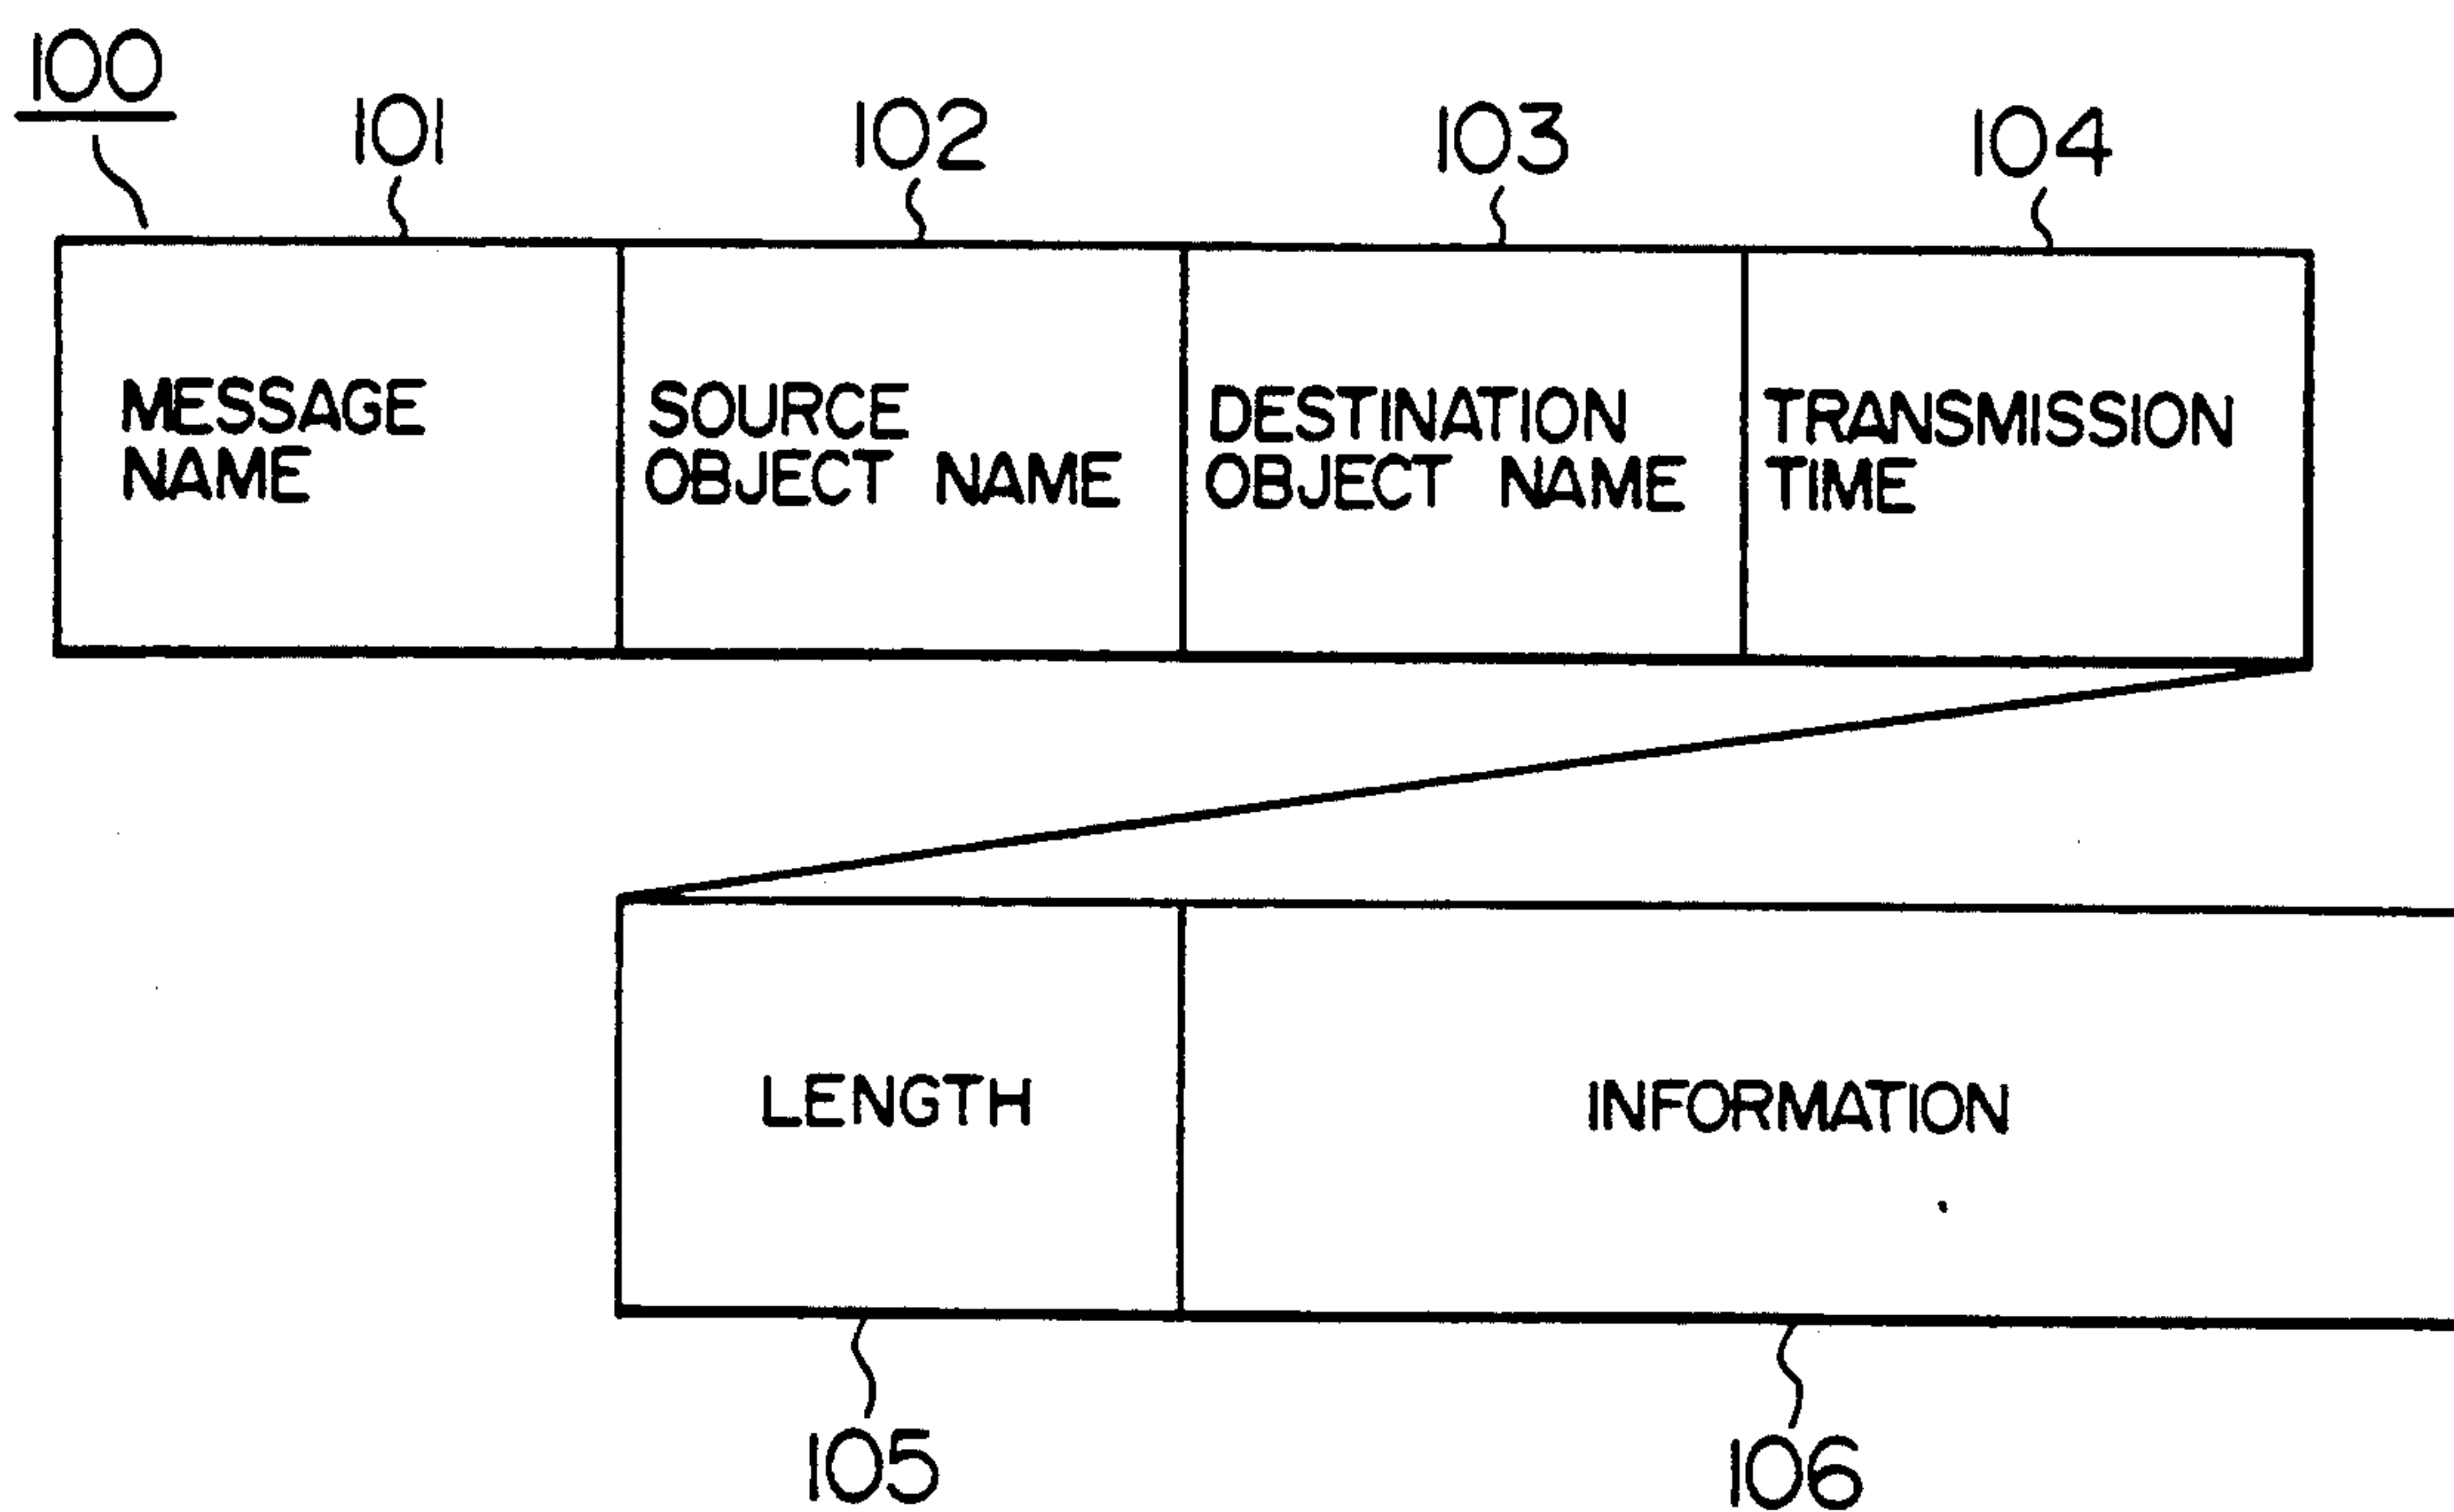 100
101 102 103 104
MESSAGE
NAME
SOURCE
OBJECT NAME
DESTINATION
OBJECT NAME
TRANSMISSION
TIME
LENGTH
INFORMATION
105 106